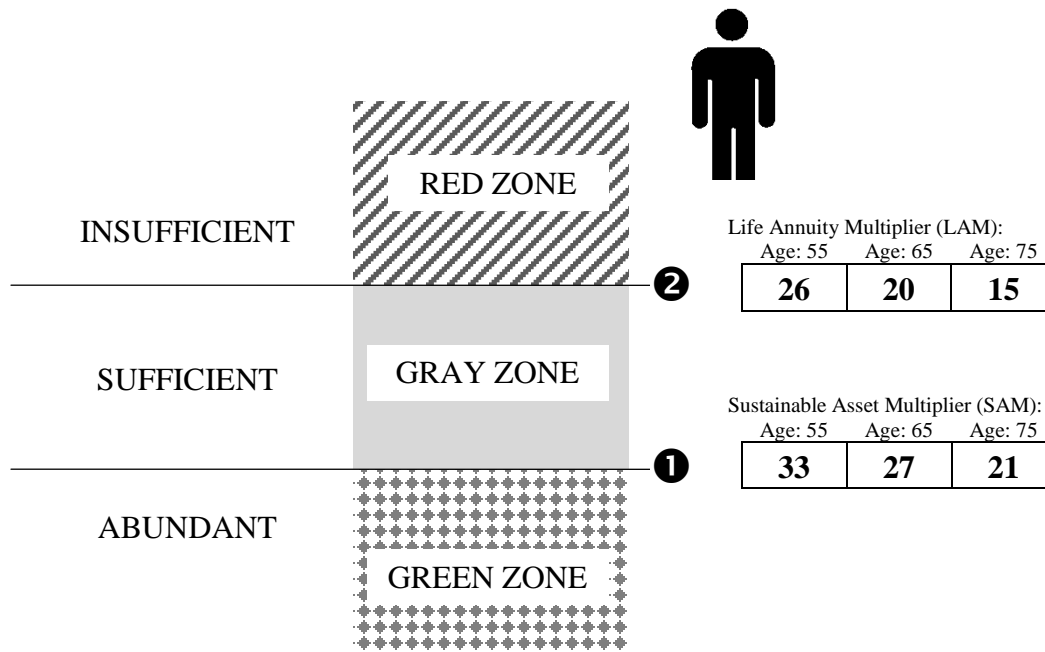 RED ZONE
INSUFFICIENT
Life Annuity Multiplier (LAM):
Age: 55 Age: 65 Age: 75
❷
26 20 15
SUFFICIENT
GRAY ZONE
Sustainable Asset Multiplier (SAM):
Age: 55 Age: 65 Age: 75
❶
33 27 21
ABUNDANT
GREEN ZONE